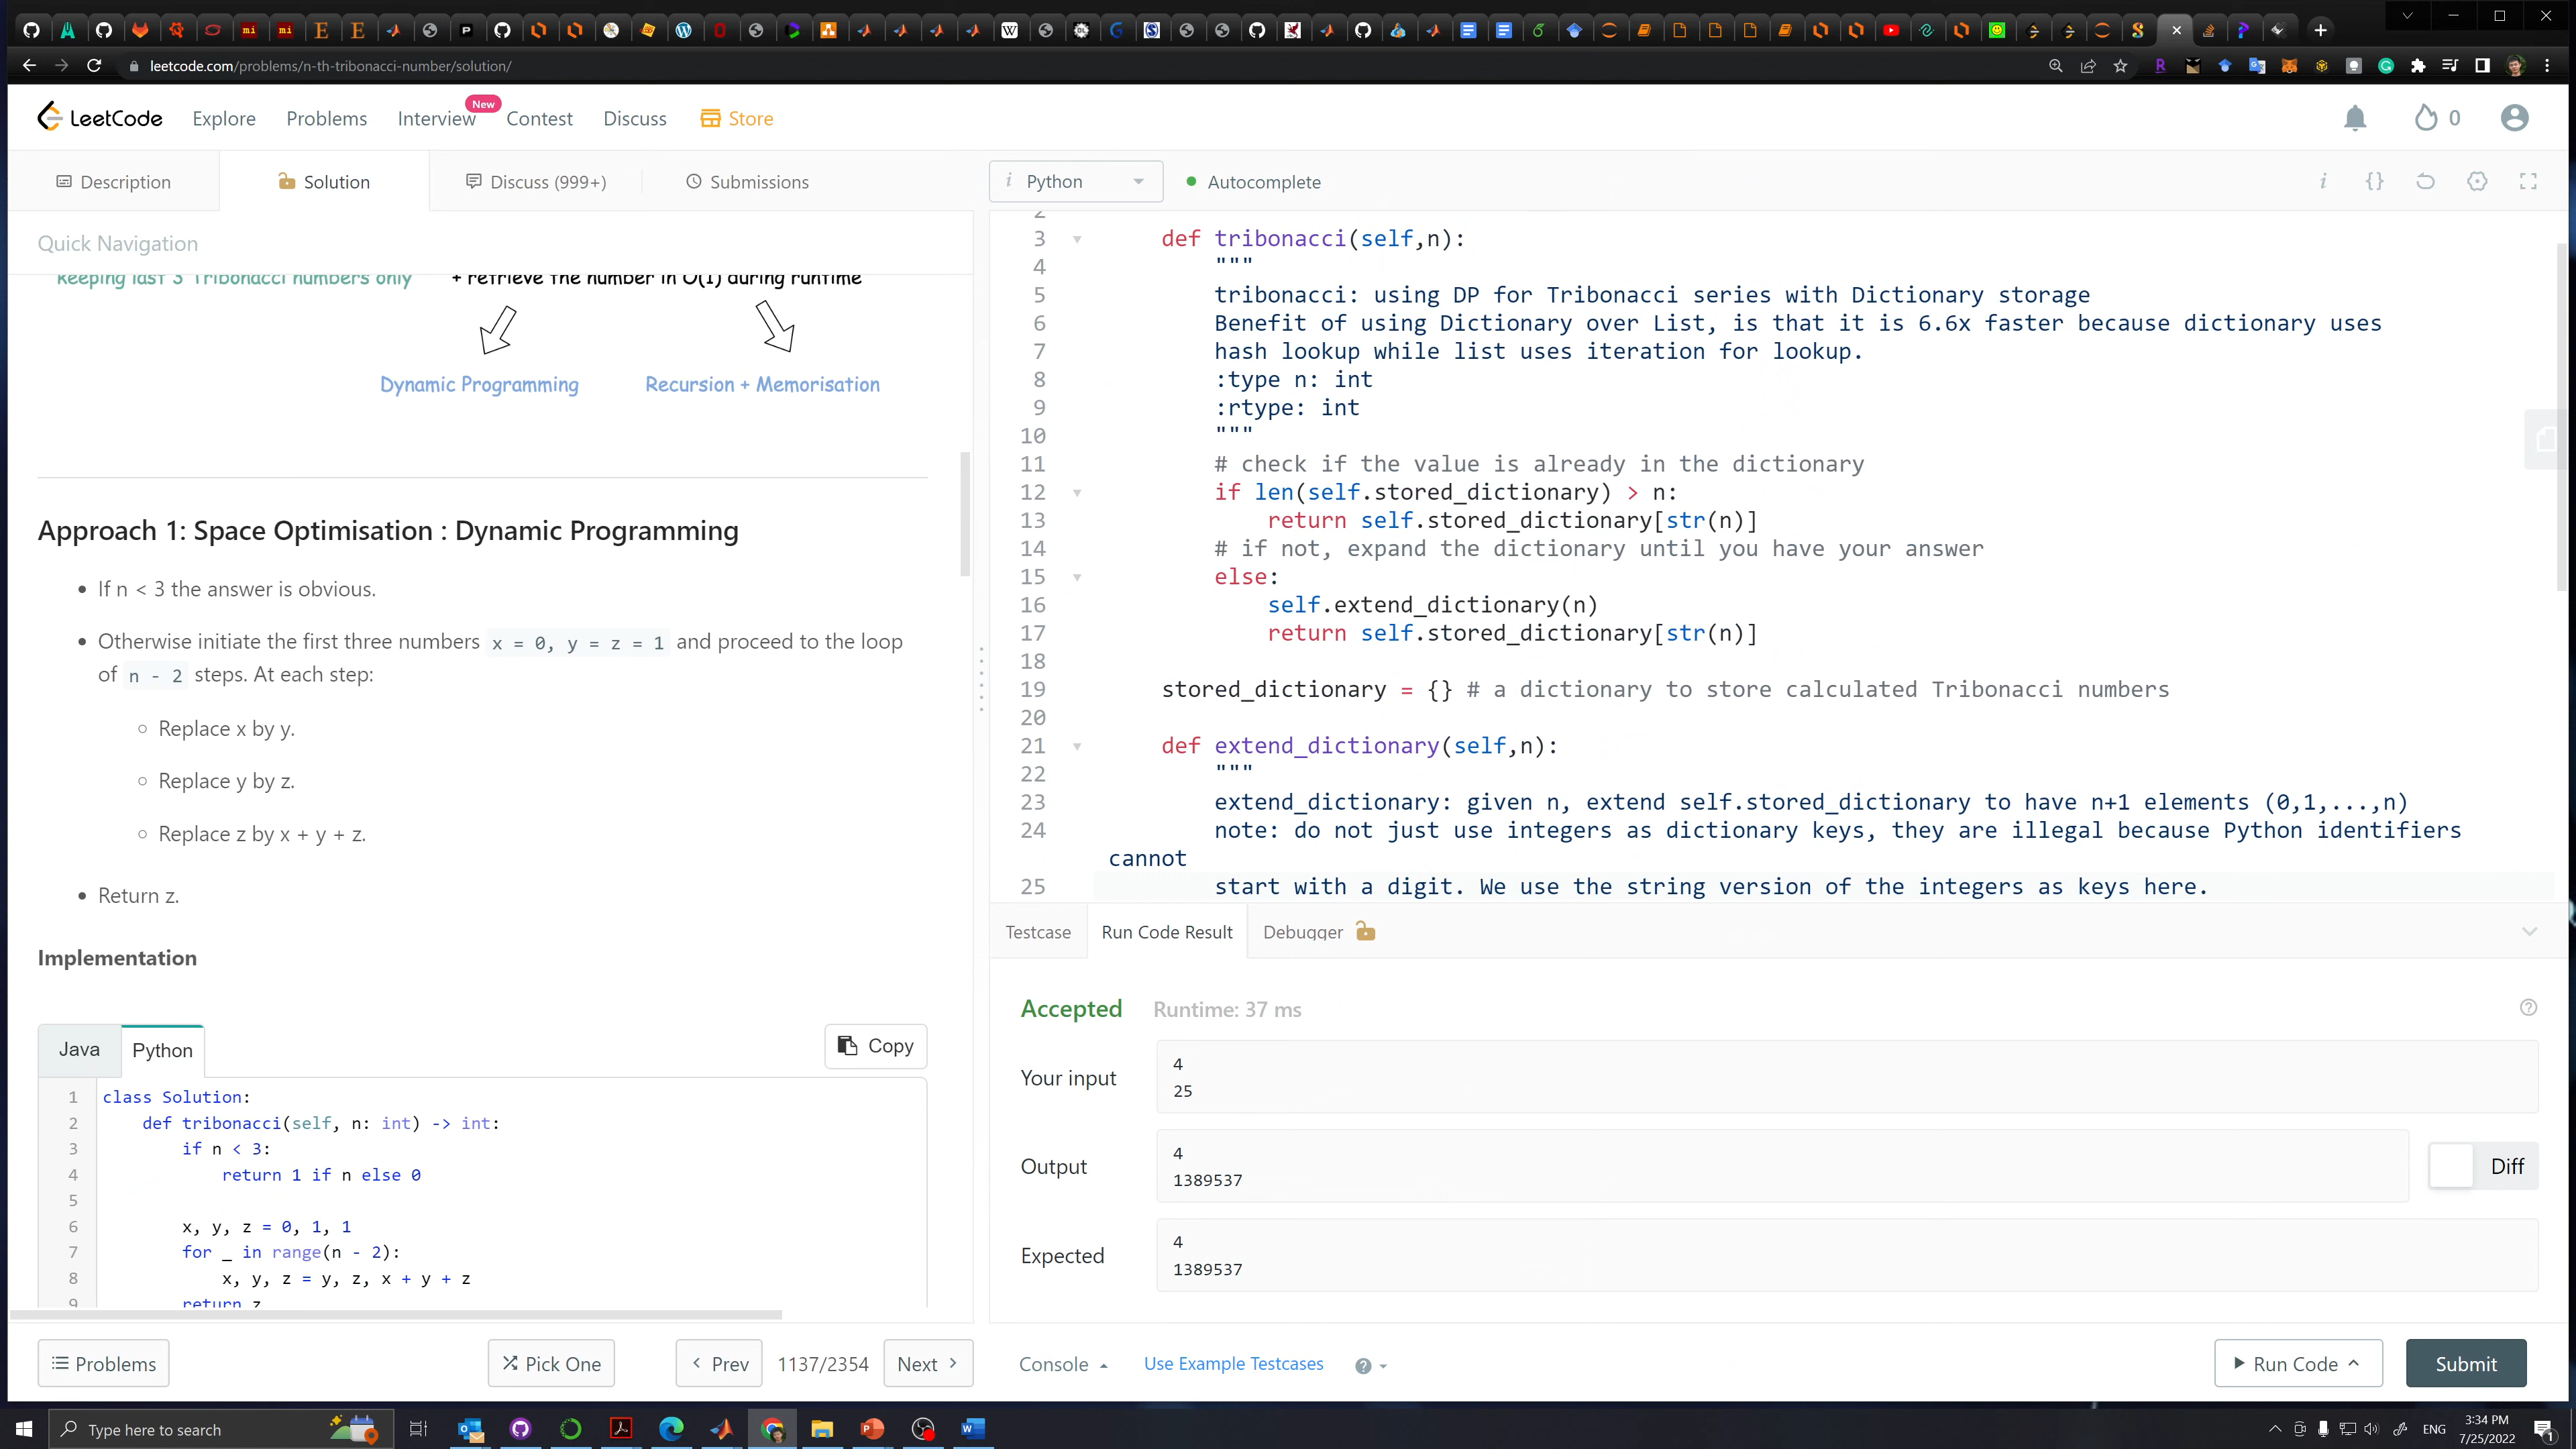 leetcode.com/problems/n-th-tribonacci-number/solution/
LeetCode
Explore
Problems
Interview
New
Contest
Discuss
Store
0
Description
Solution
Discuss (999+)
Submissions
i Python
Autocomplete
Quick Navigation
keeping last 3 Tribonacci numbers only
+ retrieve the number in O(1) during runtime
Dynamic Programming
Recursion + Memorisation
Approach 1: Space Optimisation : Dynamic Programming
• If n < 3 the answer is obvious.
• Otherwise initiate the first three numbers x = 0, y = z = 1 and proceed to the loop
of n - 2 steps. At each step:
○ Replace x by y.
○ Replace y by z.
○ Replace z by x + y + z.
• Return z.
Implementation
Java
Python
Copy
1 class Solution:
2 def tribonacci(self, n: int) -> int:
3 if n < 3:
4 return 1 if n else 0
5
6 x, y, z = 0, 1, 1
7 for _ in range(n - 2):
8 x, y, z = y, z, x + y + z
9 return z
Problems
Pick One
Prev
1137/2354
Next
2
3 def tribonacci(self,n):
4 """
5 tribonacci: using DP for Tribonacci series with Dictionary storage
6 Benefit of using Dictionary over List, is that it is 6.6x faster because dictionary uses
7 hash lookup while list uses iteration for lookup.
8 :type n: int
9 :rtype: int
10 """
11 # check if the value is already in the dictionary
12 if len(self.stored_dictionary) > n:
13 return self.stored_dictionary[str(n)]
14 # if not, expand the dictionary until you have your answer
15 else:
16 self.extend_dictionary(n)
17 return self.stored_dictionary[str(n)]
18
19 stored_dictionary = {} # a dictionary to store calculated Tribonacci numbers
20
21 def extend_dictionary(self,n):
22 """
23 extend_dictionary: given n, extend self.stored_dictionary to have n+1 elements (0,1,...,n)
24 note: do not just use integers as dictionary keys, they are illegal because Python identifiers
cannot
25 start with a digit. We use the string version of the integers as keys here.
Testcase
Run Code Result
Debugger
Accepted
Runtime: 37 ms
Your input
4
25
Output
4
1389537
Diff
Expected
4
1389537
Console
Use Example Testcases
Run Code
Submit
Type here to search
ENG
3:34 PM
7/25/2022
1